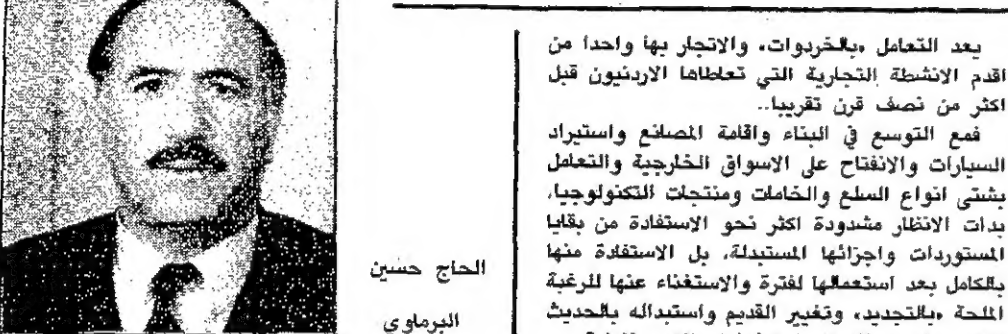 يعد التعامل «بالخردوات» والاتجار بها واحداً من
اقدم الانشطة التجارية التي تعاطاها الاردنيون قبل
اكثر من نصف قرن تقريبا..
فمع التوسع في البناء واقامة المصانع واستيراد
السيارات والانفتاح على الاسواق الخارجية والتعامل
بشتى انواع السلع والخامات ومنتجات التكنولوجيا،
بدات الانظار مشدودة اكثر نحو الاستفادة من بقايا
المستوردات واجزائها المستبدلة، بل الاستفادة منها
بالكامل بعد استعمالها لفترة والاستغناء عنها للرغبة
الملحة «بالتجديد» وتغيير القديم واستبداله بالحديث
الحاج حسين
البرماوي